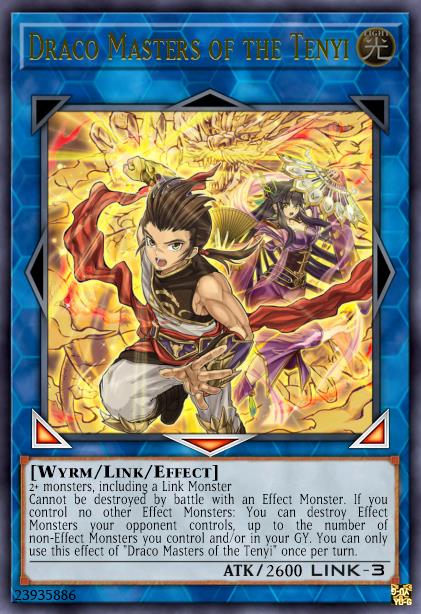 Draco Masters of the Tenyi
LIGHT
光
[Wyrm/Link/Effect]
2+ monsters, including a Link Monster
Cannot be destroyed by battle with an Effect Monster. If you
control no other Effect Monsters: You can destroy Effect
Monsters your opponent controls, up to the number of
non-Effect Monsters you control and/or in your GY. You can only
use this effect of "Draco Masters of the Tenyi" once per turn.
ATK/2600 LINK-3
23935886